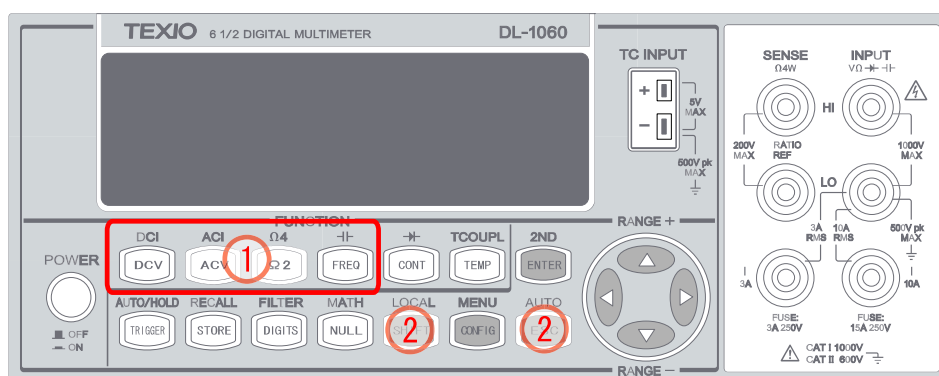 TEXIO 6 1/2 DIGITAL MULTIMETER DL-1060
TC INPUT
+
5V
MAX
−
500V pk
MAX
SENSE INPUT
Ω4W VΩ
HI
200V
MAX
RATIO
REF
1000V
MAX
LO
3A
RMS
10A
RMS
500V pk
MAX
3A
10A
FUSE:
3A 250V
FUSE:
15A 250V
CAT I 1000V
CAT II 600V
FUNCTION
DCI ACI Ω4 TCOUPL 2ND
DCV ACV 1 Ω2 FREQ CONT TEMP ENTER
POWER
OFF
ON
AUTO/HOLD RECALL FILTER MATH LOCAL MENU AUTO
TRIGGER STORE DIGITS NULL SHIFT 2 CONFIG ESC 2
RANGE +
RANGE −